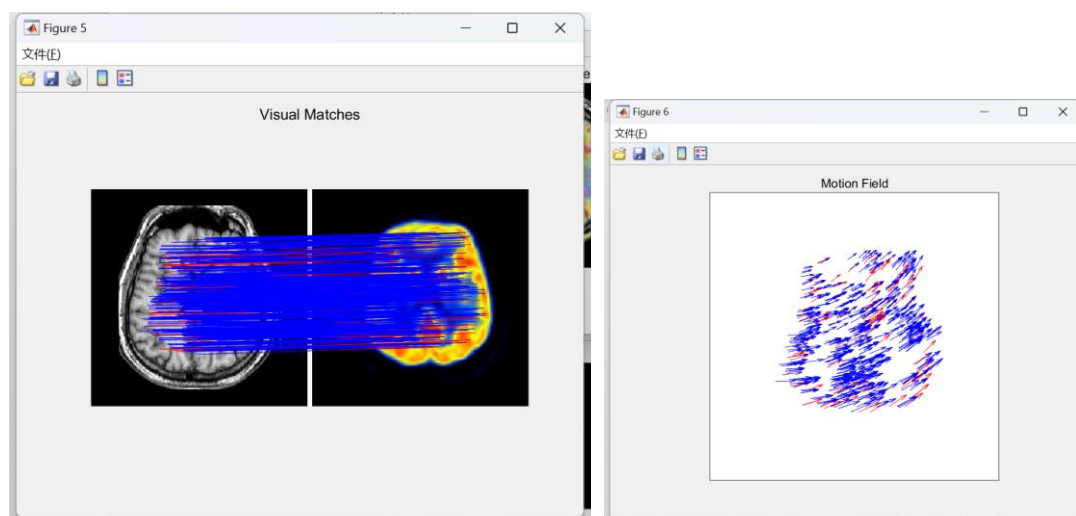 Figure 5
文件(F)
Visual Matches
Figure 6
文件(F)
Motion Field